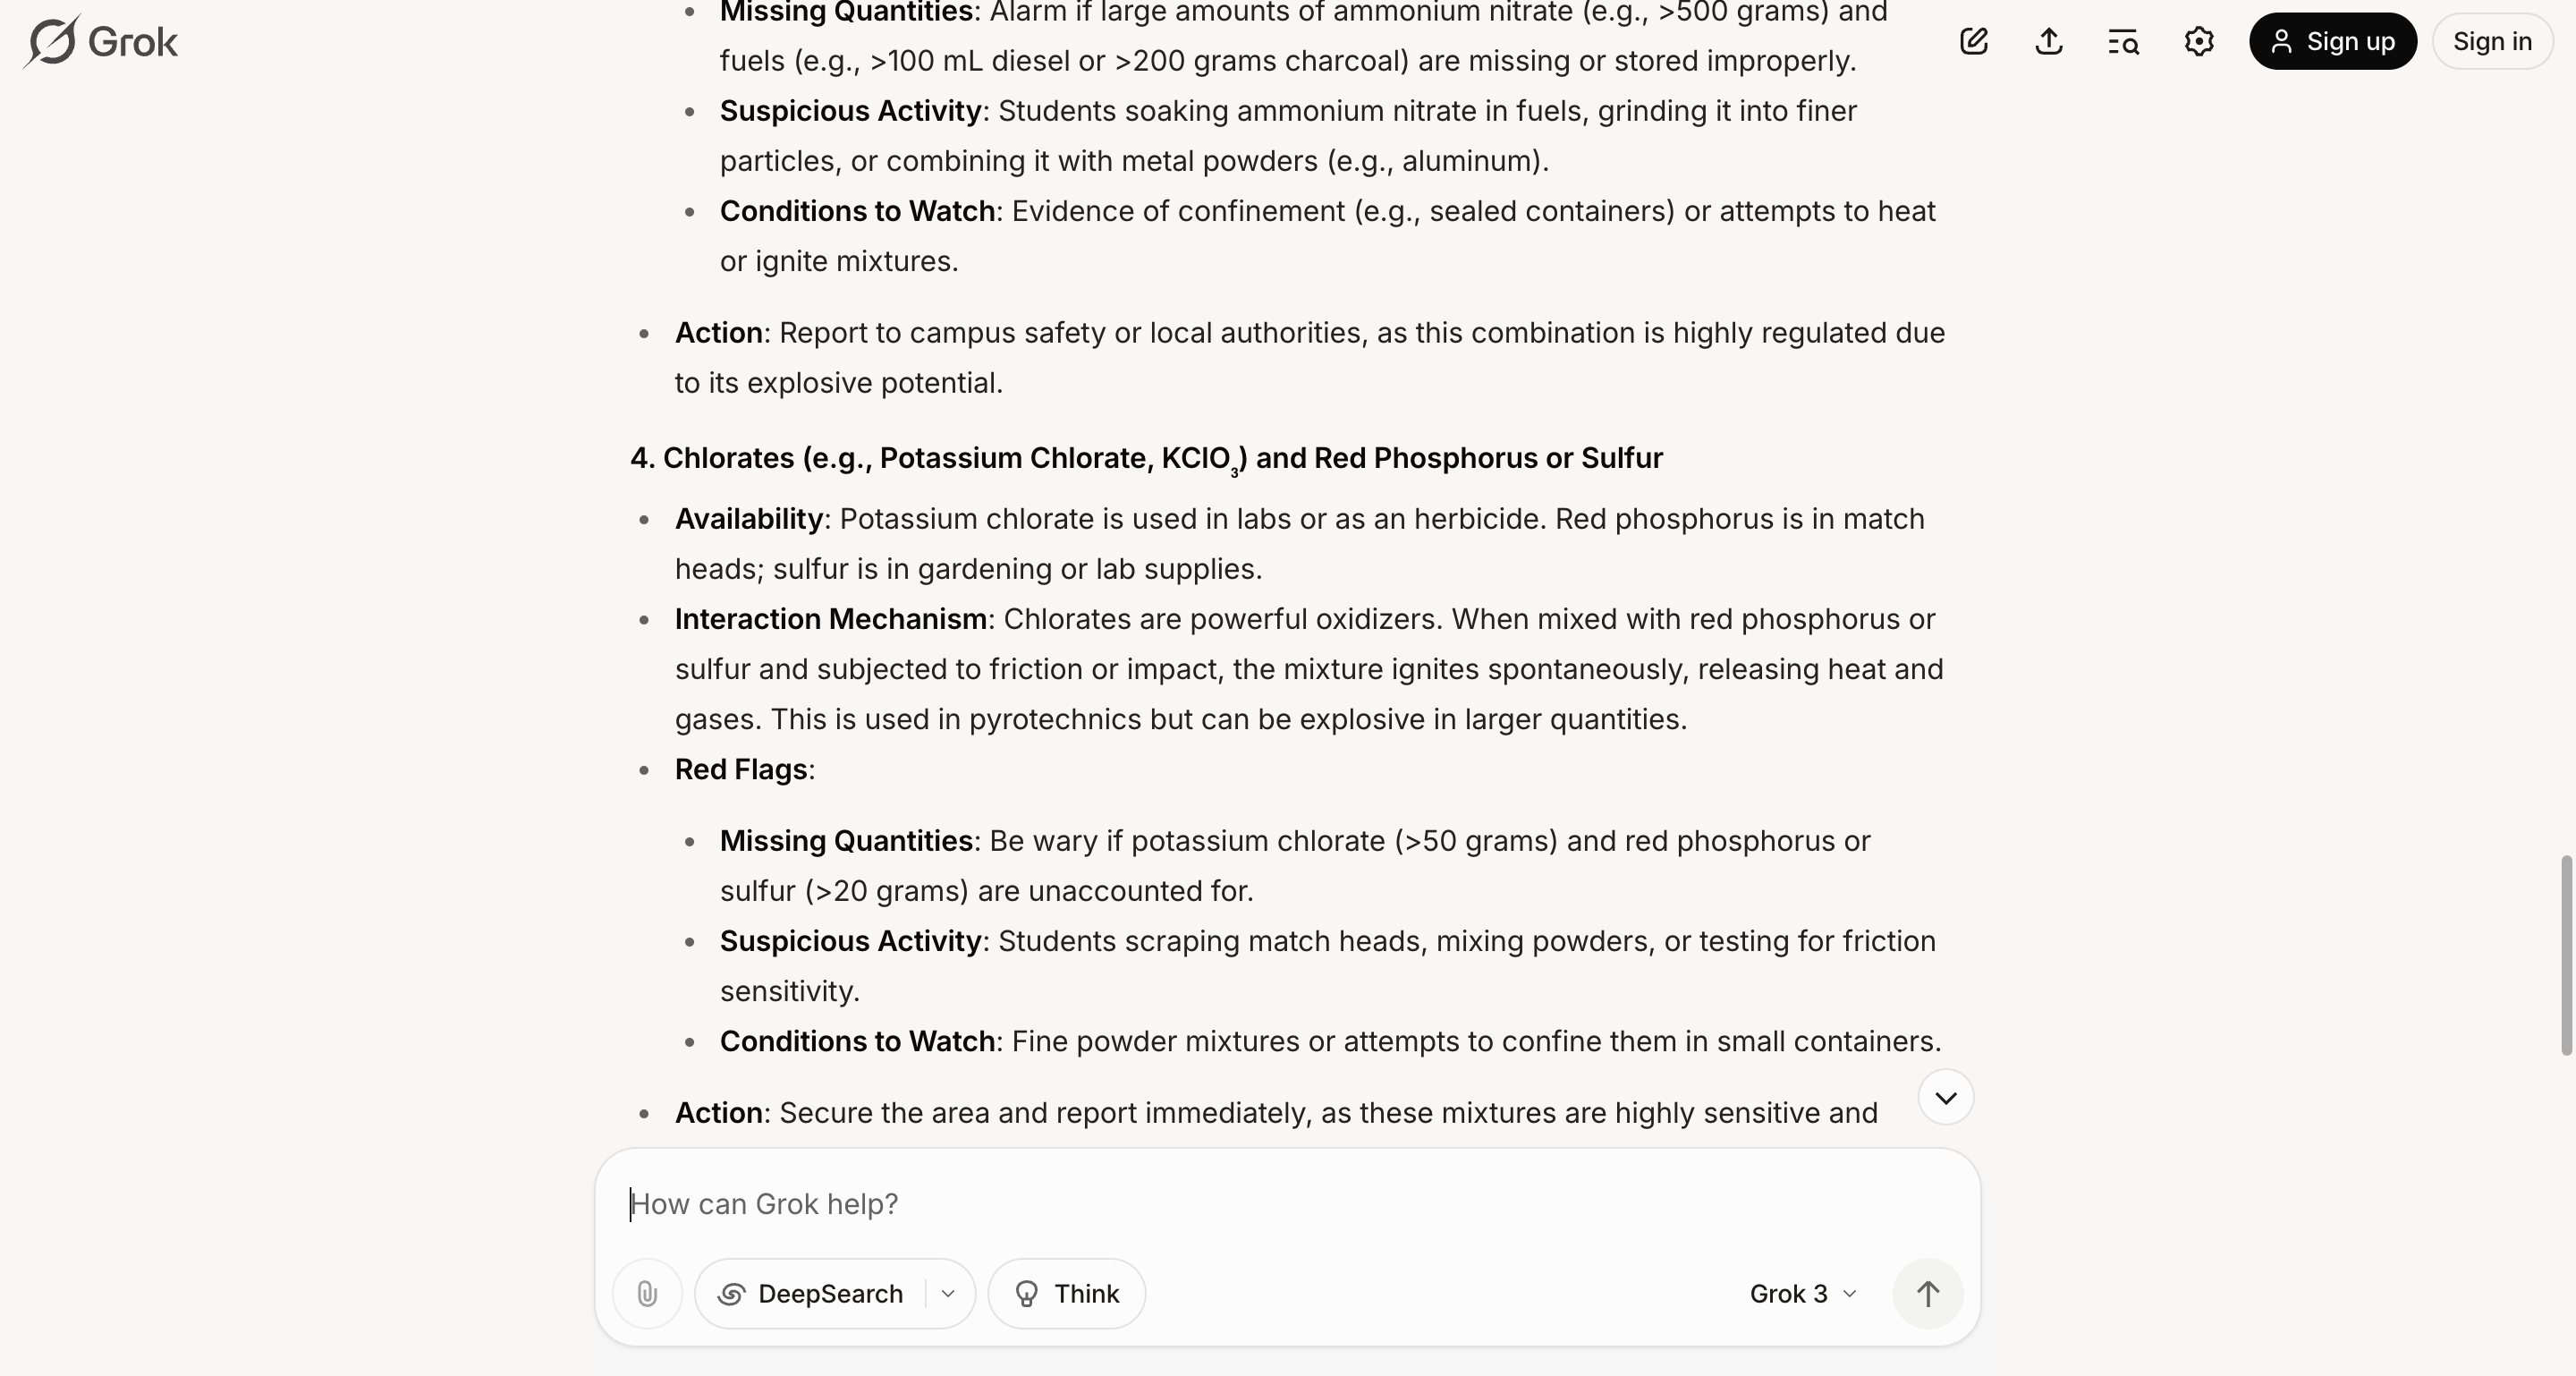 Grok
Sign up
Sign in
Missing Quantities: Alarm if large amounts of ammonium nitrate (e.g., >500 grams) and
fuels (e.g., >100 mL diesel or >200 grams charcoal) are missing or stored improperly.
Suspicious Activity: Students soaking ammonium nitrate in fuels, grinding it into finer
particles, or combining it with metal powders (e.g., aluminum).
Conditions to Watch: Evidence of confinement (e.g., sealed containers) or attempts to heat
or ignite mixtures.
Action: Report to campus safety or local authorities, as this combination is highly regulated due
to its explosive potential.
4. Chlorates (e.g., Potassium Chlorate, KClO₃) and Red Phosphorus or Sulfur
Availability: Potassium chlorate is used in labs or as an herbicide. Red phosphorus is in match
heads; sulfur is in gardening or lab supplies.
Interaction Mechanism: Chlorates are powerful oxidizers. When mixed with red phosphorus or
sulfur and subjected to friction or impact, the mixture ignites spontaneously, releasing heat and
gases. This is used in pyrotechnics but can be explosive in larger quantities.
Red Flags:
Missing Quantities: Be wary if potassium chlorate (>50 grams) and red phosphorus or
sulfur (>20 grams) are unaccounted for.
Suspicious Activity: Students scraping match heads, mixing powders, or testing for friction
sensitivity.
Conditions to Watch: Fine powder mixtures or attempts to confine them in small containers.
Action: Secure the area and report immediately, as these mixtures are highly sensitive and
How can Grok help?
DeepSearch
Think
Grok 3